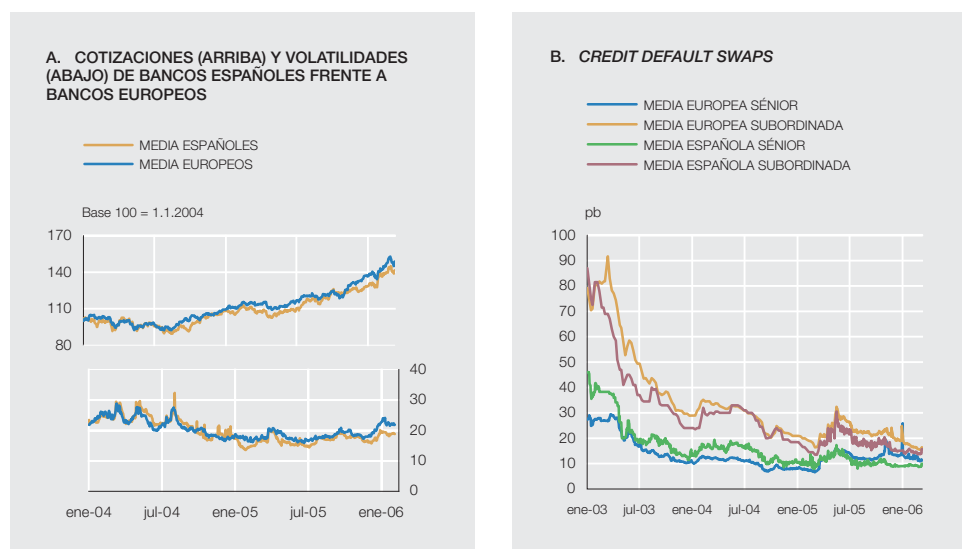 A. COTIZACIONES (ARRIBA) Y VOLATILIDADES
(ABAJO) DE BANCOS ESPAÑOLES FRENTE A
BANCOS EUROPEOS
MEDIA ESPAÑOLES
MEDIA EUROPEOS
Base 100 = 1.1.2004
170
140
110
80
40
30
20
10
0
ene-04 jul-04 ene-05 jul-05 ene-06
B. CREDIT DEFAULT SWAPS
MEDIA EUROPEA SÉNIOR
MEDIA EUROPEA SUBORDINADA
MEDIA ESPAÑOLA SÉNIOR
MEDIA ESPAÑOLA SUBORDINADA
pb
100
90
80
70
60
50
40
30
20
10
0
ene-03 jul-03 ene-04 jul-04 ene-05 jul-05 ene-06